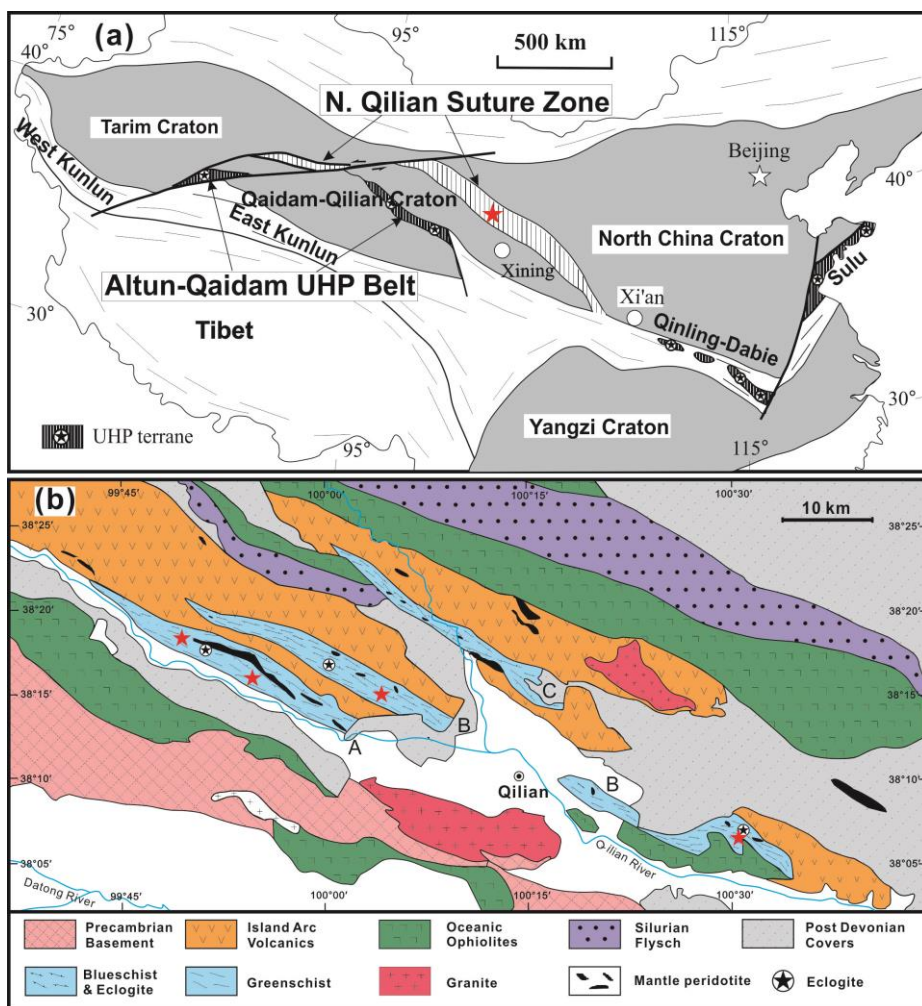 (a)
75°
95°
115°
40°
500 km
N. Qilian Suture Zone
Tarim Craton
Beijing
West Kunlun
40°
Qaidam-Qilian Craton
East Kunlun
North China Craton
Xining
Sulu
Altun-Qaidam UHP Belt
Xi'an
30°
Tibet
Qinling-Dabie
30°
Yangzi Craton
UHP terrane
95°
115°
(b)
99°45′
100°00′
100°15′
100°30′
10 km
38°25′
38°25′
38°20′
38°20′
38°15′
38°15′
C
B
A
38°10′
38°10′
B
Qilian
38°05′
38°05′
Qilian River
Datong River
99°45′
100°00′
100°15′
100°30′
Precambrian Basement
Island Arc Volcanics
Oceanic Ophiolites
Silurian Flysch
Post Devonian Covers
Blueschist & Eclogite
Greenschist
Granite
Mantle peridotite
Eclogite